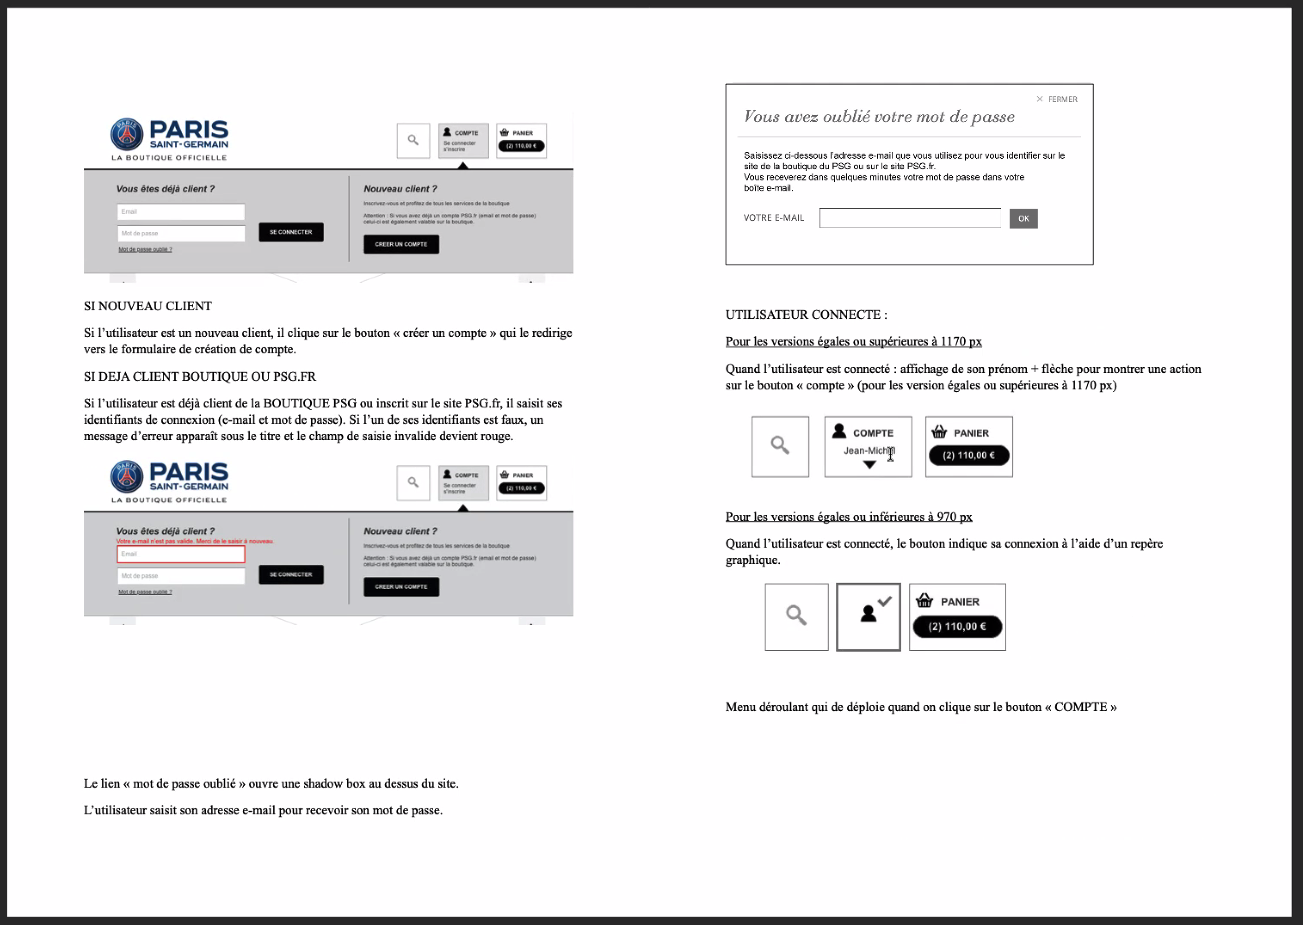 PARIS
SAINT-GERMAIN
LA BOUTIQUE OFFICIELLE
COMPTE
Se connecter
s'inscrire
PANIER
(2) 110,00 €
Vous êtes déjà client ?
Email
Mot de passe
Mot de passe oublié ?
SE CONNECTER
Nouveau client ?
Inscrivez-vous et profitez de tous les services de la boutique
Attention : Si vous avez déjà un compte PSG.fr (email et mot de passe)
celui-ci est également valable sur la boutique.
CREER UN COMPTE
SI NOUVEAU CLIENT
Si l'utilisateur est un nouveau client, il clique sur le bouton « créer un compte » qui le redirige
vers le formulaire de création de compte.
SI DEJA CLIENT BOUTIQUE OU PSG.FR
Si l'utilisateur est déjà client de la BOUTIQUE PSG ou inscrit sur le site PSG.fr, il saisit ses
identifiants de connexion (e-mail et mot de passe). Si l'un de ses identifiants est faux, un
message d'erreur apparaît sous le titre et le champ de saisie invalide devient rouge.
PARIS
SAINT-GERMAIN
LA BOUTIQUE OFFICIELLE
COMPTE
Se connecter
s'inscrire
PANIER
(2) 110,00 €
Vous êtes déjà client ?
Votre e-mail n'est pas valide. Merci de le saisir à nouveau
Email
Mot de passe
Mot de passe oublié ?
SE CONNECTER
Nouveau client ?
Inscrivez-vous et profitez de tous les services de la boutique
Attention : Si vous avez déjà un compte PSG.fr (email et mot de passe)
celui-ci est également valable sur la boutique.
CREER UN COMPTE
Le lien « mot de passe oublié » ouvre une shadow box au dessus du site.
L'utilisateur saisit son adresse e-mail pour recevoir son mot de passe.
× FERMER
Vous avez oublié votre mot de passe
Saisissez ci-dessous l'adresse e-mail que vous utilisez pour vous identifier sur le
site de la boutique du PSG ou sur le site PSG.fr.
Vous receverez dans quelques minutes votre mot de passe dans votre
boîte e-mail.
VOTRE E-MAIL
OK
UTILISATEUR CONNECTE :
Pour les versions égales ou supérieures à 1170 px
Quand l'utilisateur est connecté : affichage de son prénom + flèche pour montrer une action
sur le bouton « compte » (pour les version égales ou supérieures à 1170 px)
COMPTE
Jean-Michel
PANIER
(2) 110,00 €
Pour les versions égales ou inférieures à 970 px
Quand l'utilisateur est connecté, le bouton indique sa connexion à l'aide d'un repère
graphique.
PANIER
(2) 110,00 €
Menu déroulant qui de déploie quand on clique sur le bouton « COMPTE »